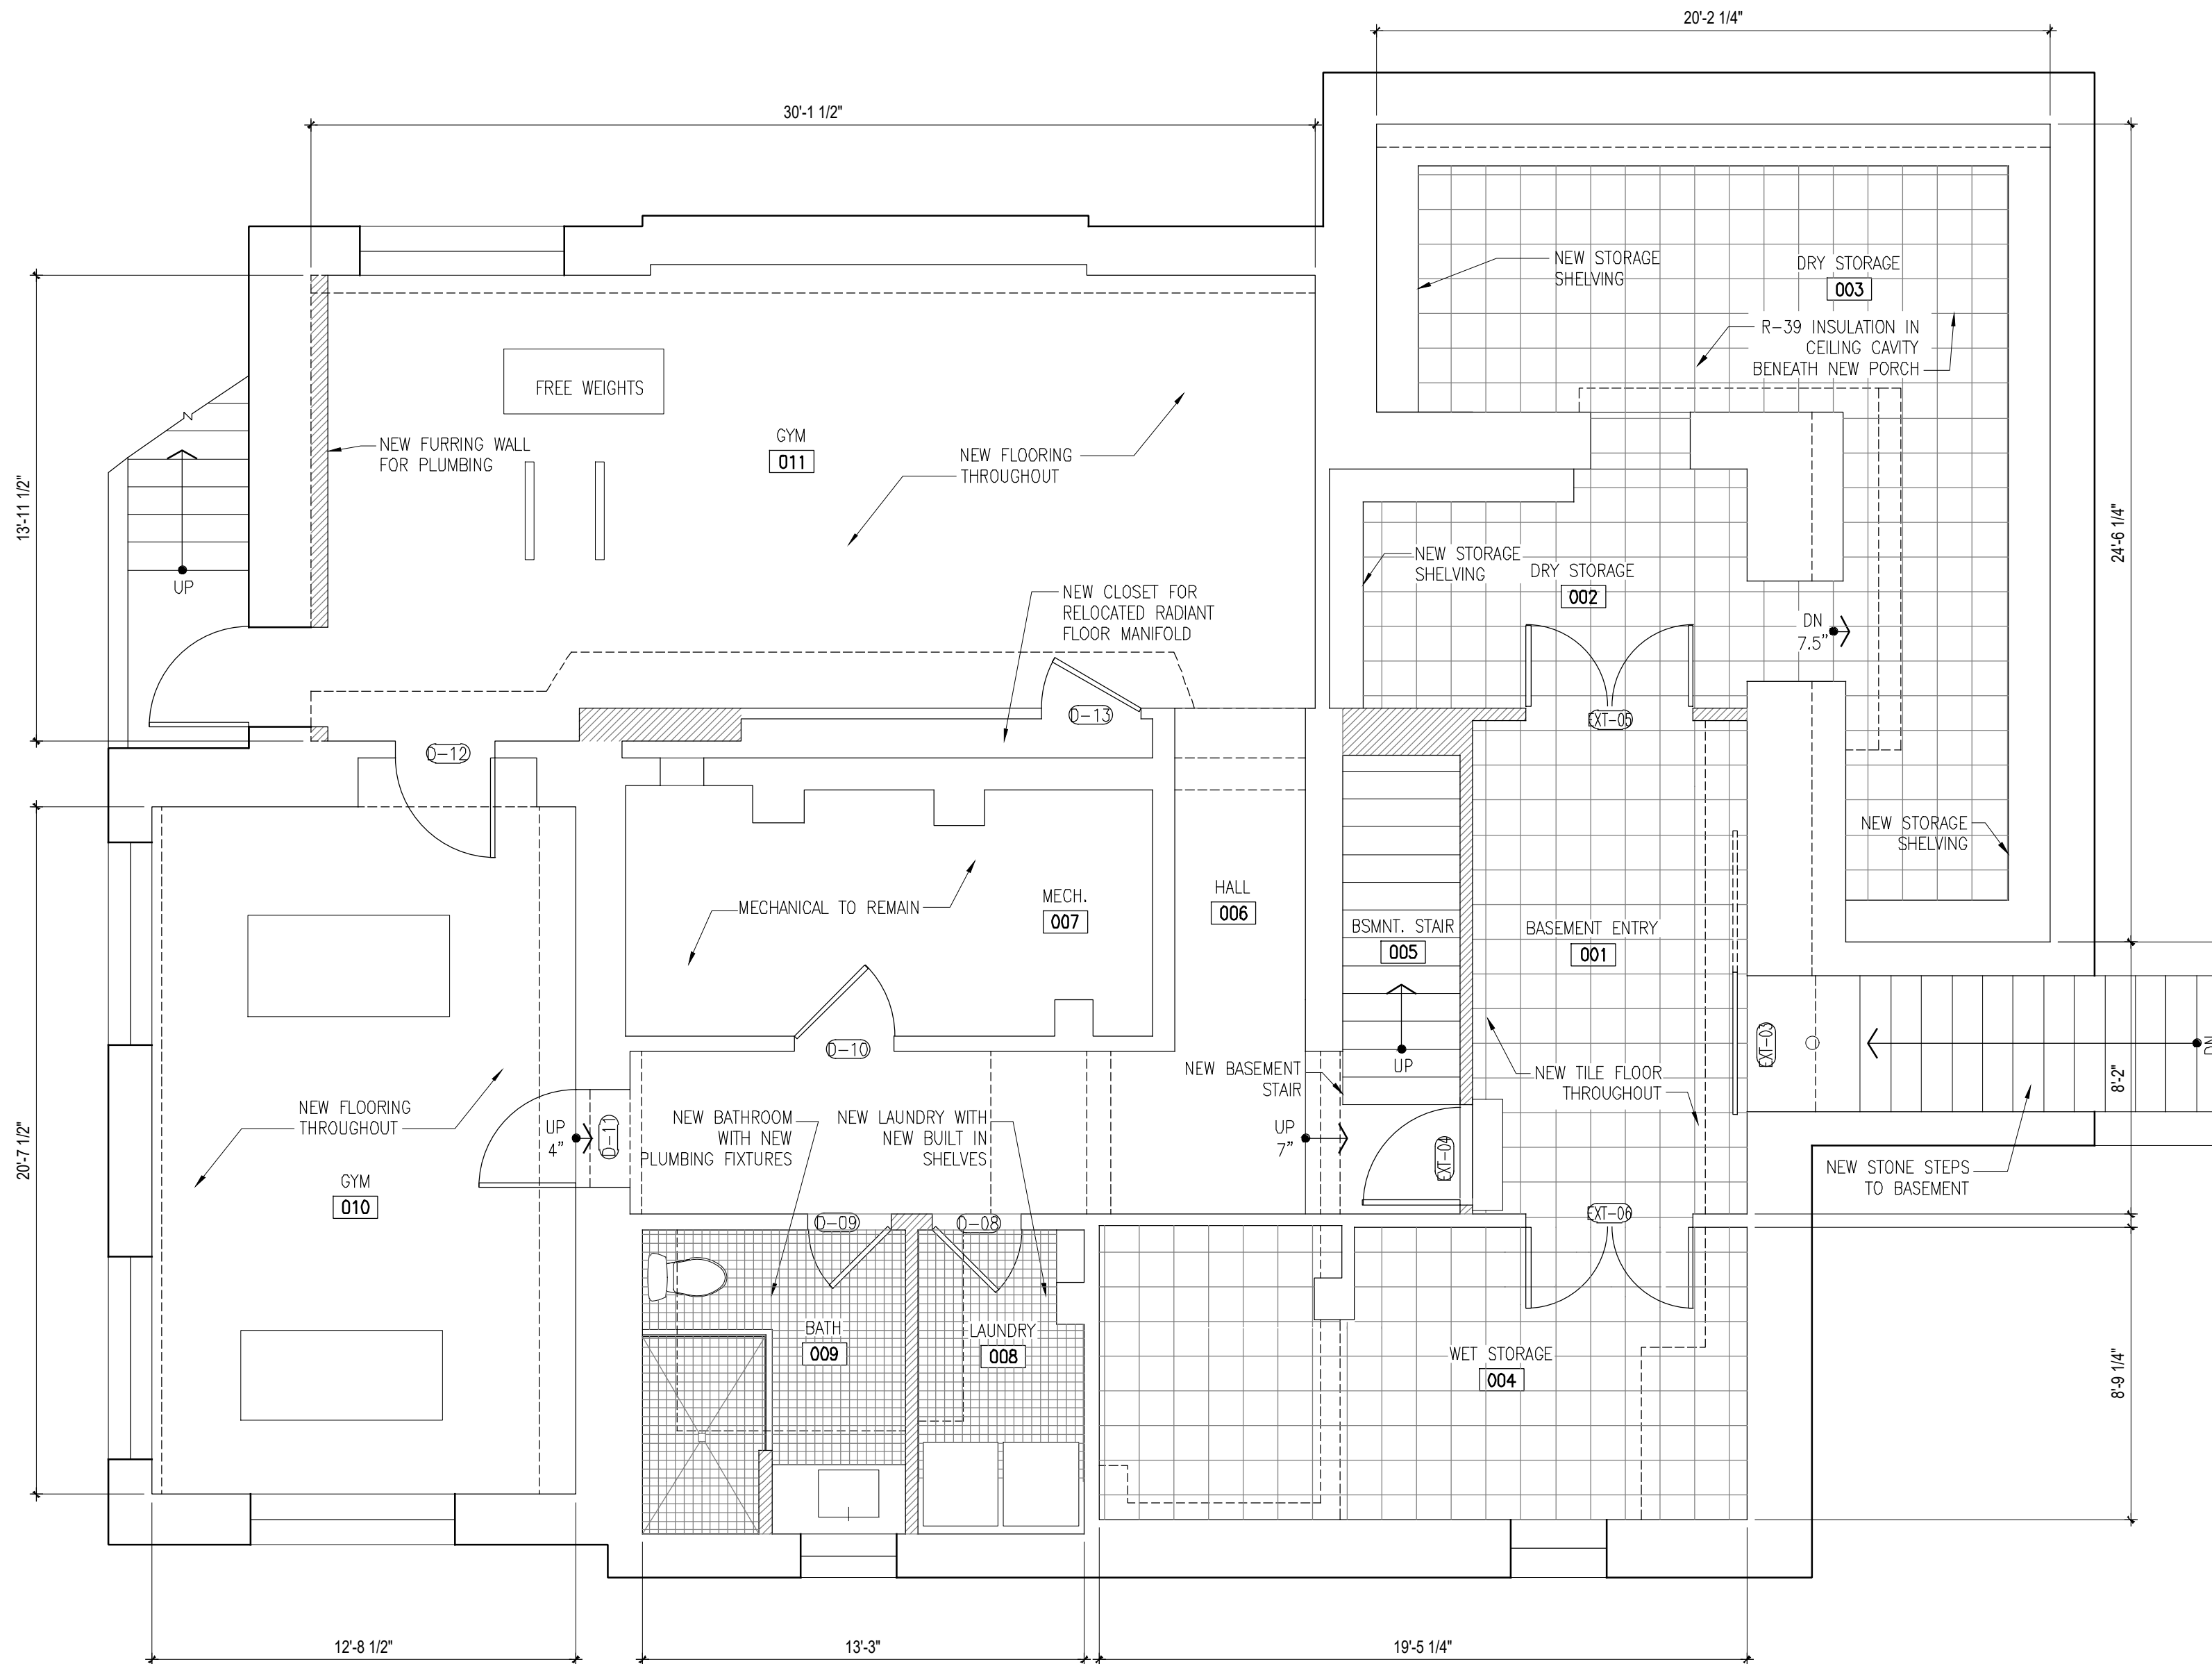 20'-2 1/4"
30'-1 1/2"
13'-11 1/2"
24'-6 1/4"
NEW STORAGE
SHELVING
DRY STORAGE
003
R-39 INSULATION IN
CEILING CAVITY
BENEATH NEW PORCH
FREE WEIGHTS
NEW FURRING WALL
FOR PLUMBING
GYM
011
NEW FLOORING
THROUGHOUT
UP
NEW STORAGE
SHELVING
DRY STORAGE
002
NEW CLOSET FOR
RELOCATED RADIANT
FLOOR MANIFOLD
DN
7.5"
D-13
EXT-05
D-12
NEW STORAGE
SHELVING
MECHANICAL TO REMAIN
MECH.
007
HALL
006
BSMNT. STAIR
005
BASEMENT ENTRY
001
D-10
EXT-03
DN
UP
NEW BASEMENT
STAIR
NEW TILE FLOOR
THROUGHOUT
8'-2"
20'-7 1/2"
NEW FLOORING
THROUGHOUT
UP
4"
D-11
NEW BATHROOM
WITH NEW
PLUMBING FIXTURES
NEW LAUNDRY WITH
NEW BUILT IN
SHELVES
UP
7"
EXT-04
NEW STONE STEPS
TO BASEMENT
GYM
010
D-09
D-08
EXT-06
BATH
009
LAUNDRY
008
WET STORAGE
004
8'-9 1/4"
12'-8 1/2"
13'-3"
19'-5 1/4"